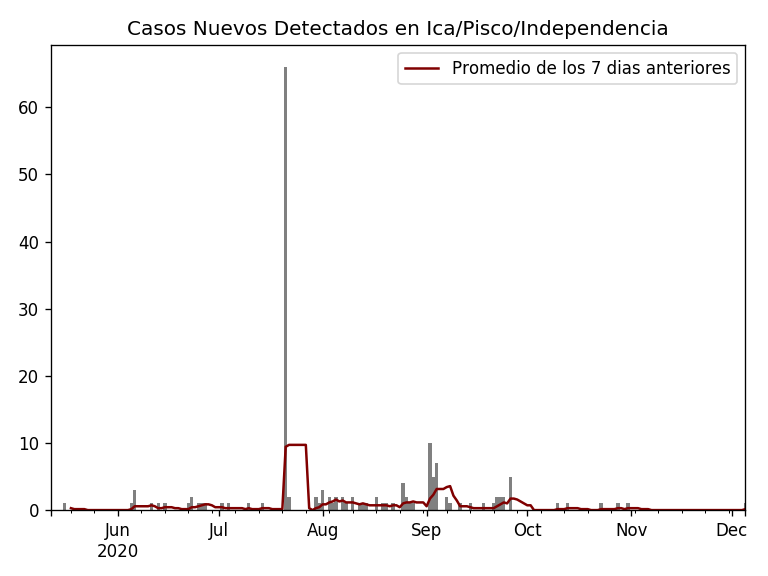 Casos Nuevos Detectados en Ica/Pisco/Independencia
Promedio de los 7 dias anteriores
60
50
40
30
20
10
0
Jun Jul Aug Sep Oct Nov Dec
2020